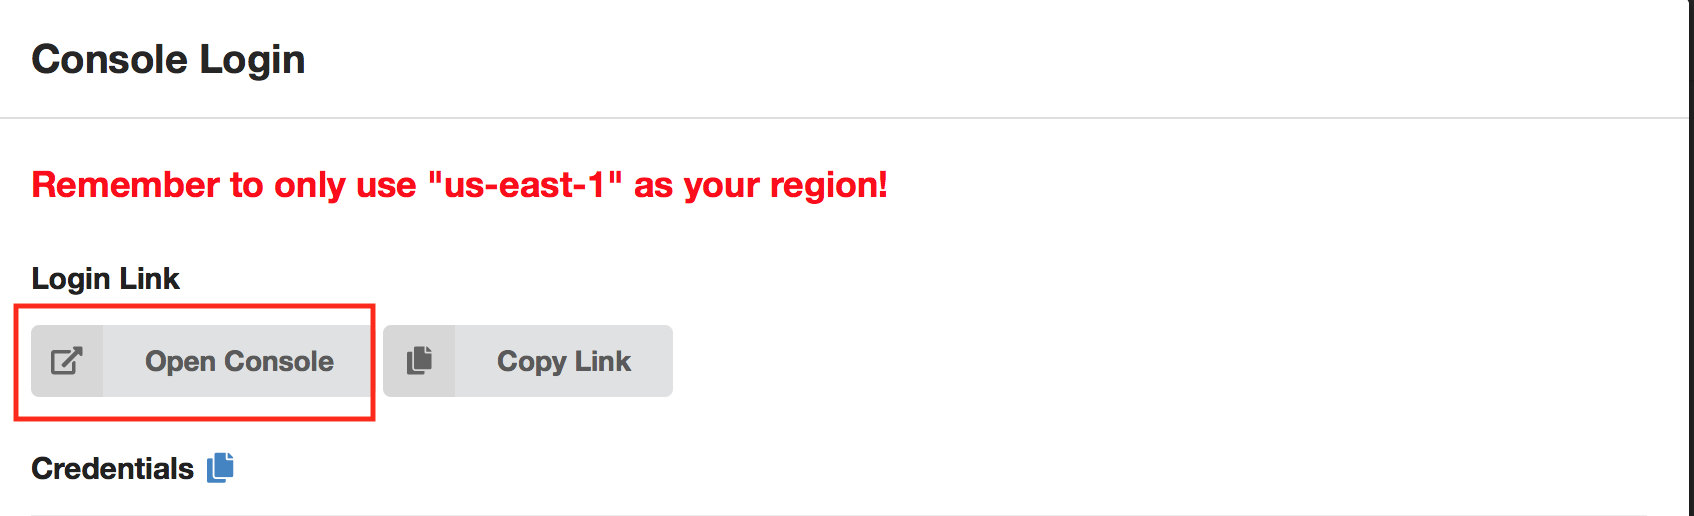 Console Login
Remember to only use "us-east-1" as your region!
Login Link
Open Console Copy Link
Credentials